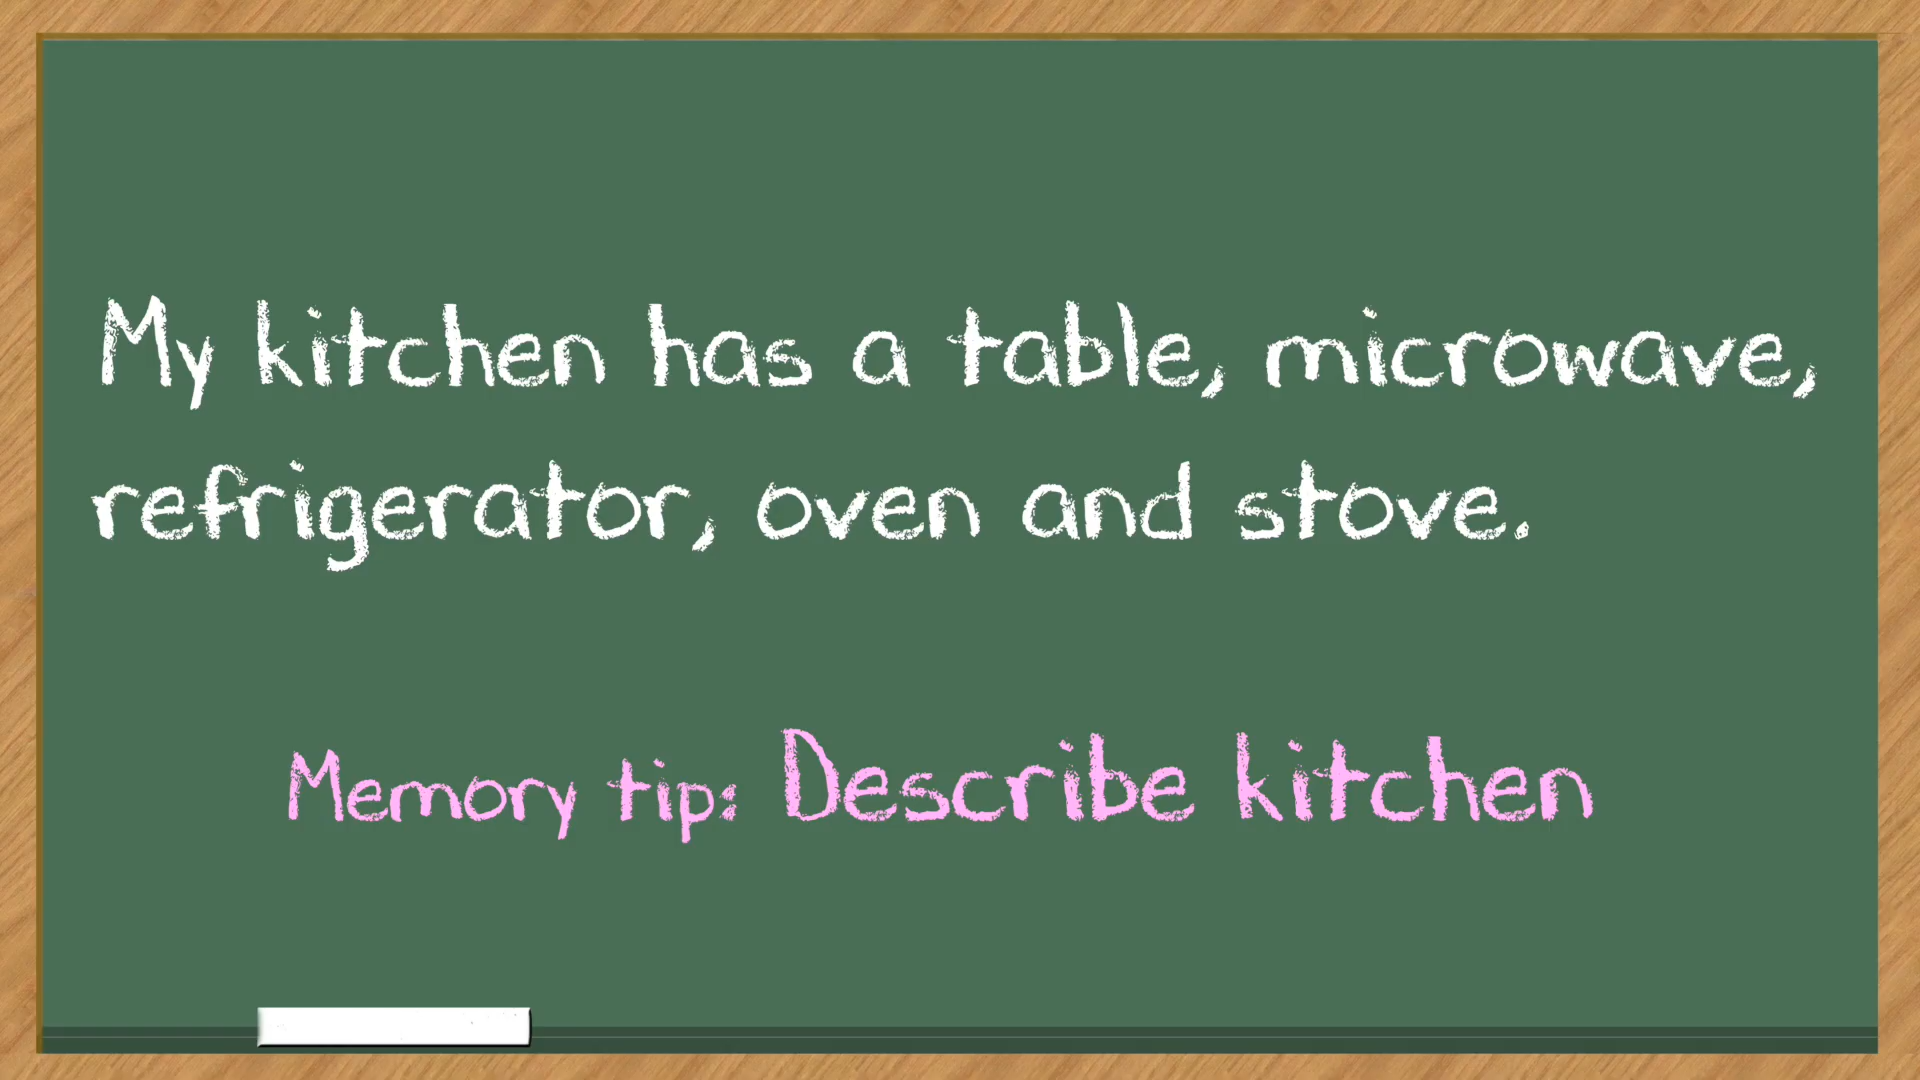 My kitchen has a table, microwave,
refrigerator, oven and stove.
Memory tip: Describe kitchen